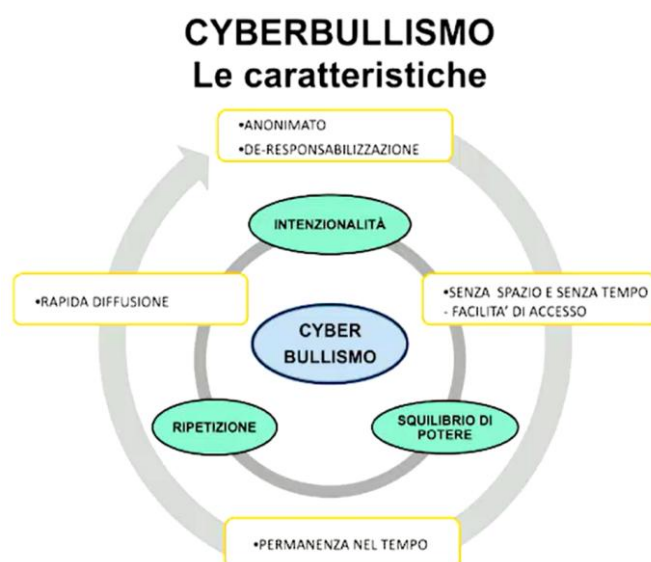 CYBERBULLISMO
Le caratteristiche
•ANONIMATO
•DE-RESPONSABILIZZAZIONE
INTENZIONALITÀ
•RAPIDA DIFFUSIONE
•SENZA SPAZIO E SENZA TEMPO
- FACILITA' DI ACCESSO
CYBER
BULLISMO
RIPETIZIONE
SQUILIBRIO DI
POTERE
•PERMANENZA NEL TEMPO